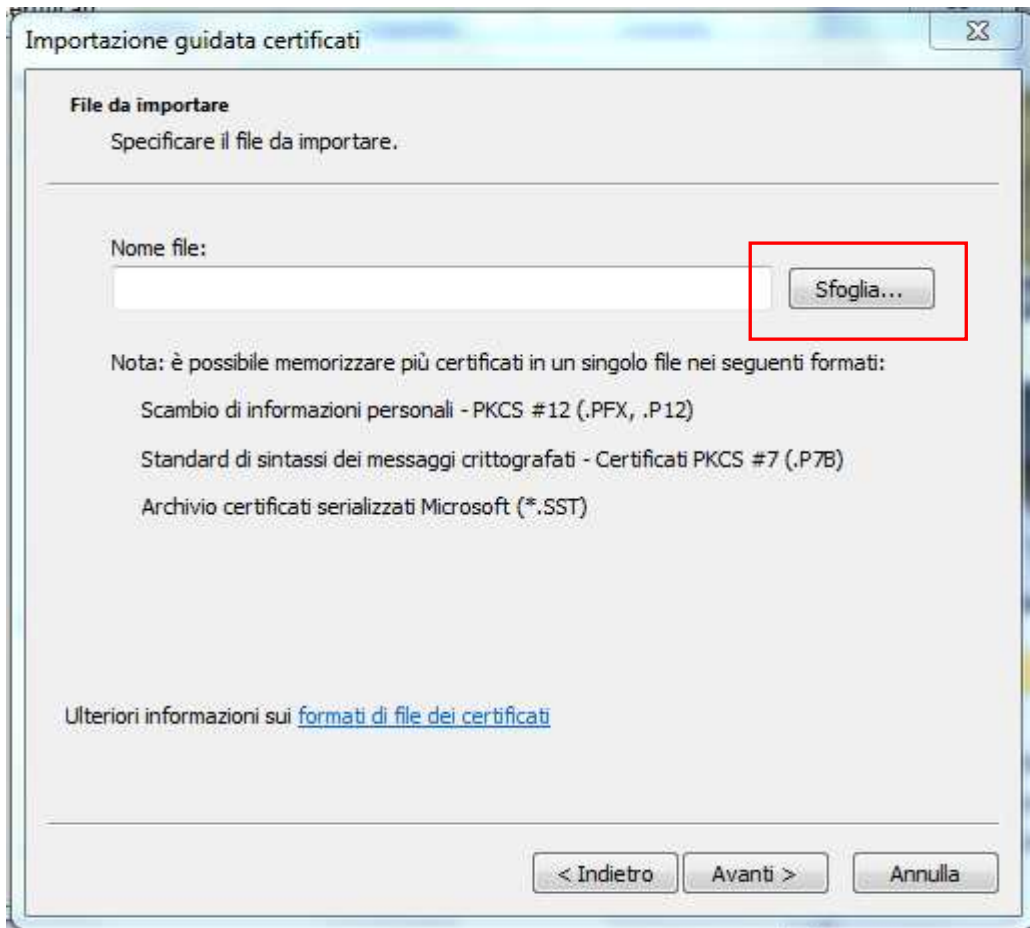 Importazione guidata certificati
File da importare
Specificare il file da importare.
Nome file:
Sfoglia...
Nota: è possibile memorizzare più certificati in un singolo file nei seguenti formati:
Scambio di informazioni personali - PKCS #12 (.PFX, .P12)
Standard di sintassi dei messaggi crittografati - Certificati PKCS #7 (.P7B)
Archivio certificati serializzati Microsoft (*.SST)
Ulteriori informazioni sui formati di file dei certificati
< Indietro Avanti > Annulla